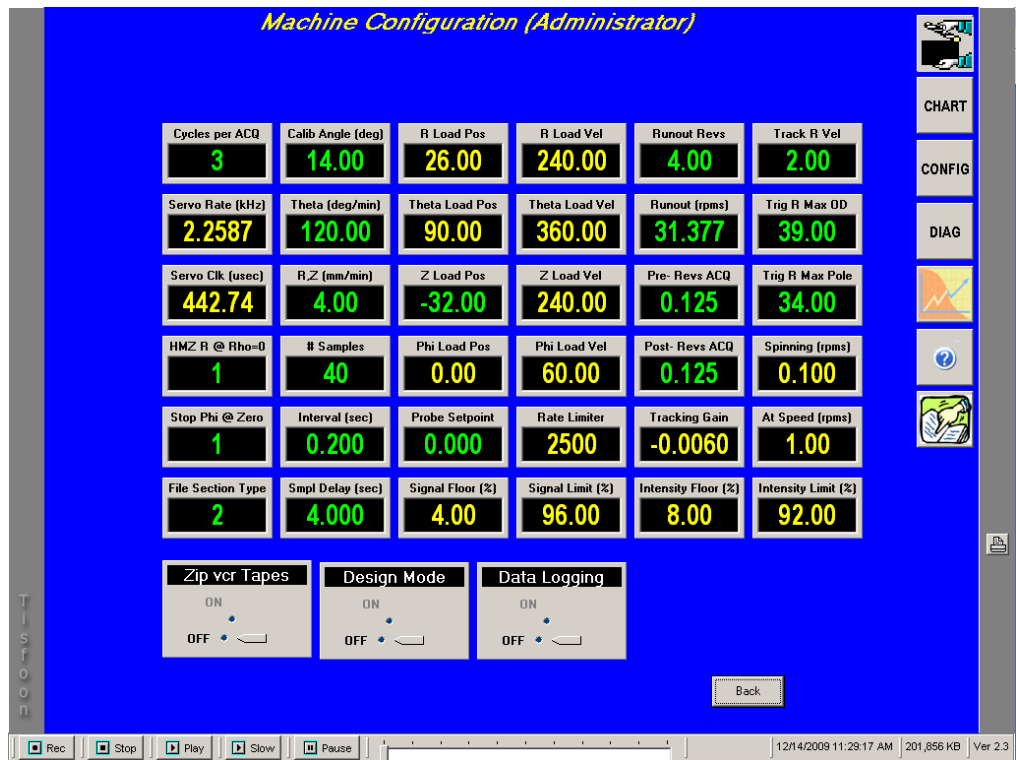 Machine Configuration (Administrator)
CHART
CONFIG
DIAG
Cycles per ACQ Calib Angle (deg) R Load Pos R Load Vel Runout Revs Track R Vel
3 14.00 26.00 240.00 4.00 2.00
Servo Rate (kHz) Theta (deg/min) Theta Load Pos Theta Load Vel Runout (rpms) Trig R Max OD
2.2587 120.00 90.00 360.00 31.377 39.00
Servo Clk (usec) R,Z (mm/min) Z Load Pos Z Load Vel Pre- Revs ACQ Trig R Max Pole
442.74 4.00 -32.00 240.00 0.125 34.00
HMZ R @ Rho=0 # Samples Phi Load Pos Phi Load Vel Post- Revs ACQ Spinning (rpms)
1 40 0.00 60.00 0.125 0.100
Stop Phi @ Zero Interval (sec) Probe Setpoint Rate Limiter Tracking Gain At Speed (rpms)
1 0.200 0.000 2500 -0.0060 1.00
File Section Type Smpl Delay (sec) Signal Floor (%) Signal Limit (%) Intensity Floor (%) Intensity Limit (%)
2 4.000 4.00 96.00 8.00 92.00
Zip vcr Tapes Design Mode Data Logging
ON ON ON
OFF OFF OFF
Back
Tlsfoon
Rec Stop Play Slow Pause 12/14/2009 11:29:17 AM 201,856 KB Ver 2.3